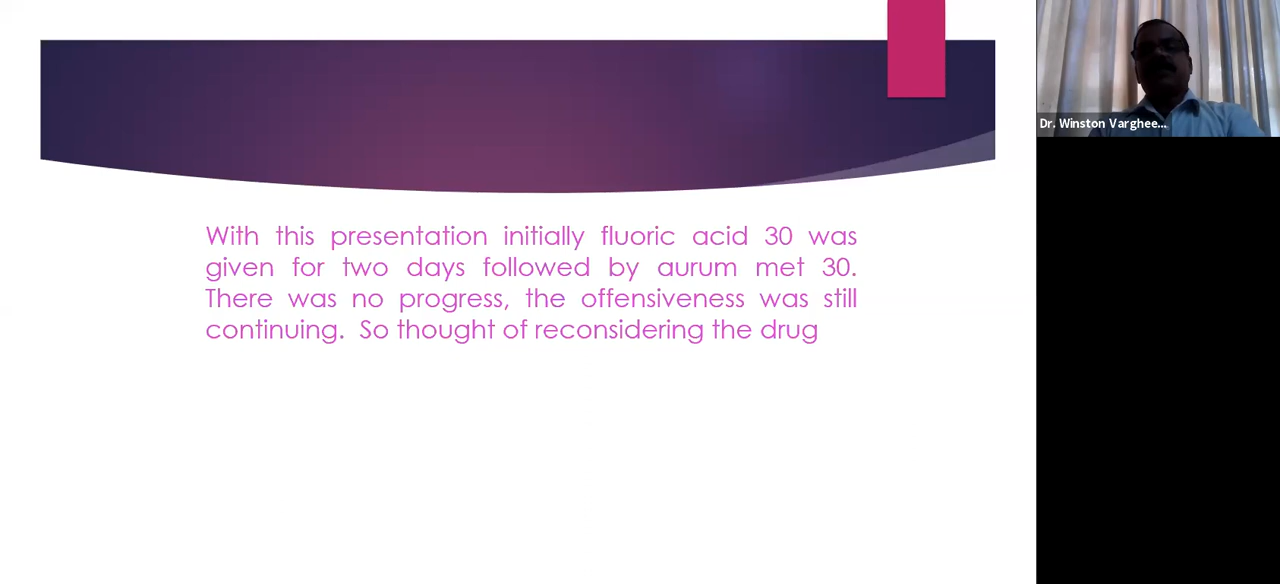 With this presentation initially fluoric acid 30 was
given for two days followed by aurum met 30.
There was no progress, the offensiveness was still
continuing.  So thought of reconsidering the drug
Dr. Winston Varghee...